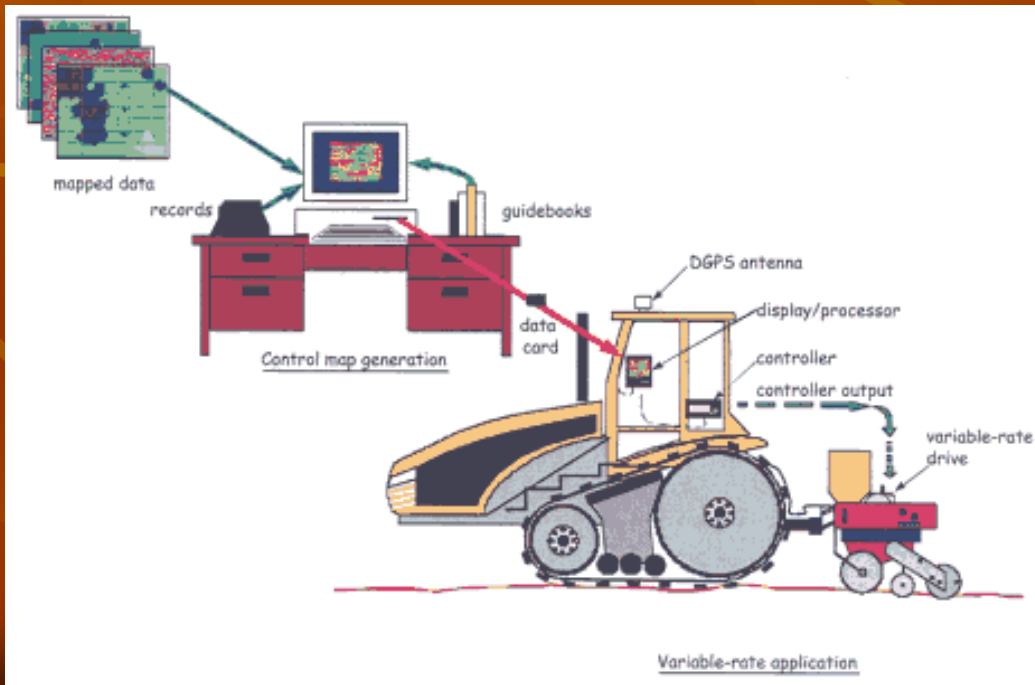 mapped data
records
guidebooks
DGPS antenna
display/processor
data
card
controller
Control map generation
controller output
variable-rate
drive
Variable-rate application